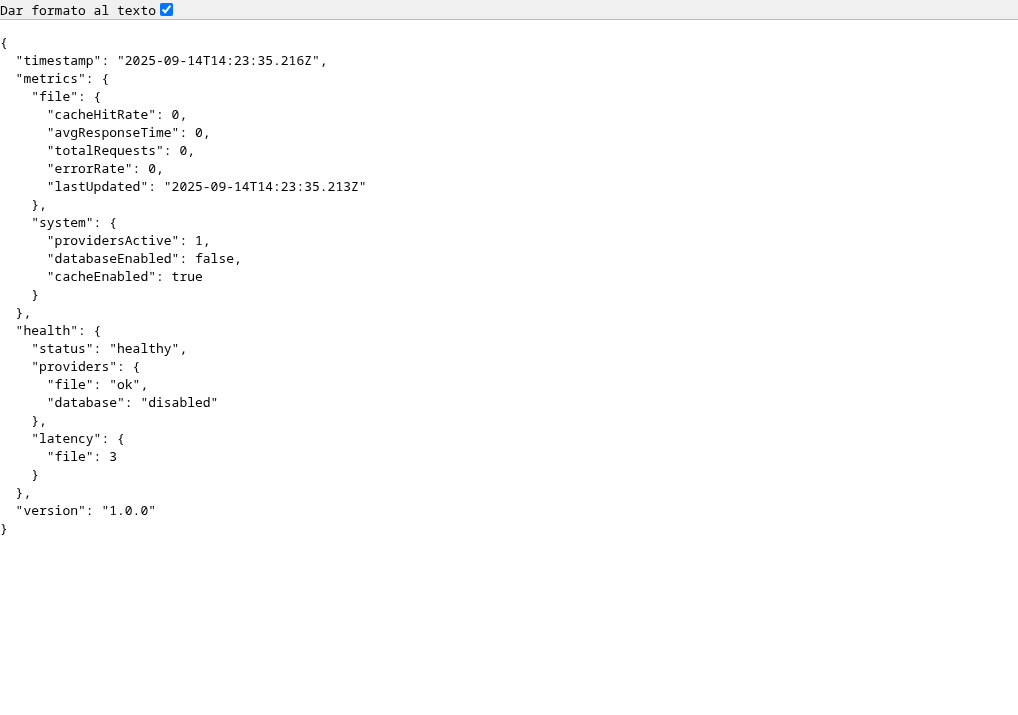 Dar formato al texto
{
  "timestamp": "2025-09-14T14:23:35.216Z",
  "metrics": {
    "file": {
      "cacheHitRate": 0,
      "avgResponseTime": 0,
      "totalRequests": 0,
      "errorRate": 0,
      "lastUpdated": "2025-09-14T14:23:35.213Z"
    },
    "system": {
      "providersActive": 1,
      "databaseEnabled": false,
      "cacheEnabled": true
    }
  },
  "health": {
    "status": "healthy",
    "providers": {
      "file": "ok",
      "database": "disabled"
    },
    "latency": {
      "file": 3
    }
  },
  "version": "1.0.0"
}